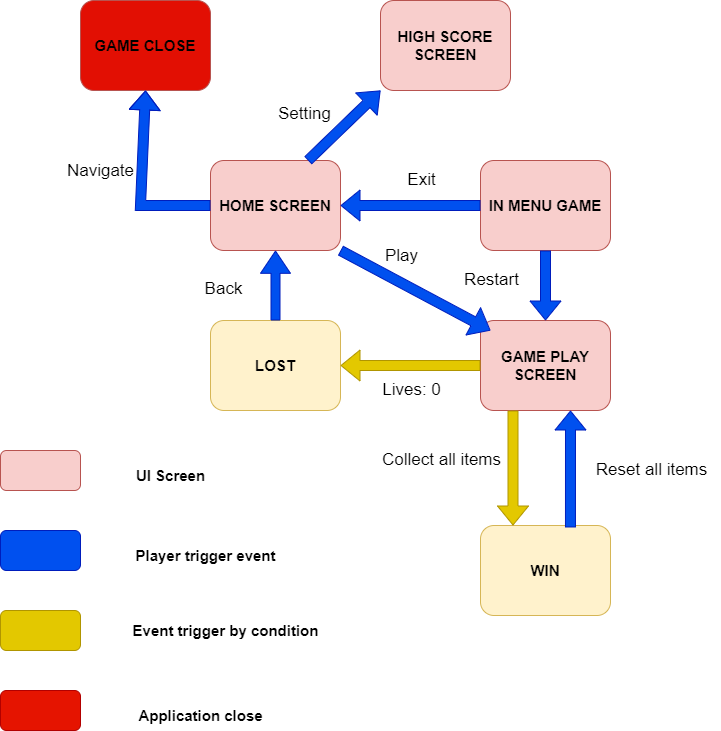 GAME CLOSE
HIGH SCORE
SCREEN
Setting
Navigate
HOME SCREEN
Exit
IN MENU GAME
Play
Restart
Back
LOST
GAME PLAY
SCREEN
Lives: 0
Collect all items
Reset all items
UI Screen
WIN
Player trigger event
Event trigger by condition
Application close